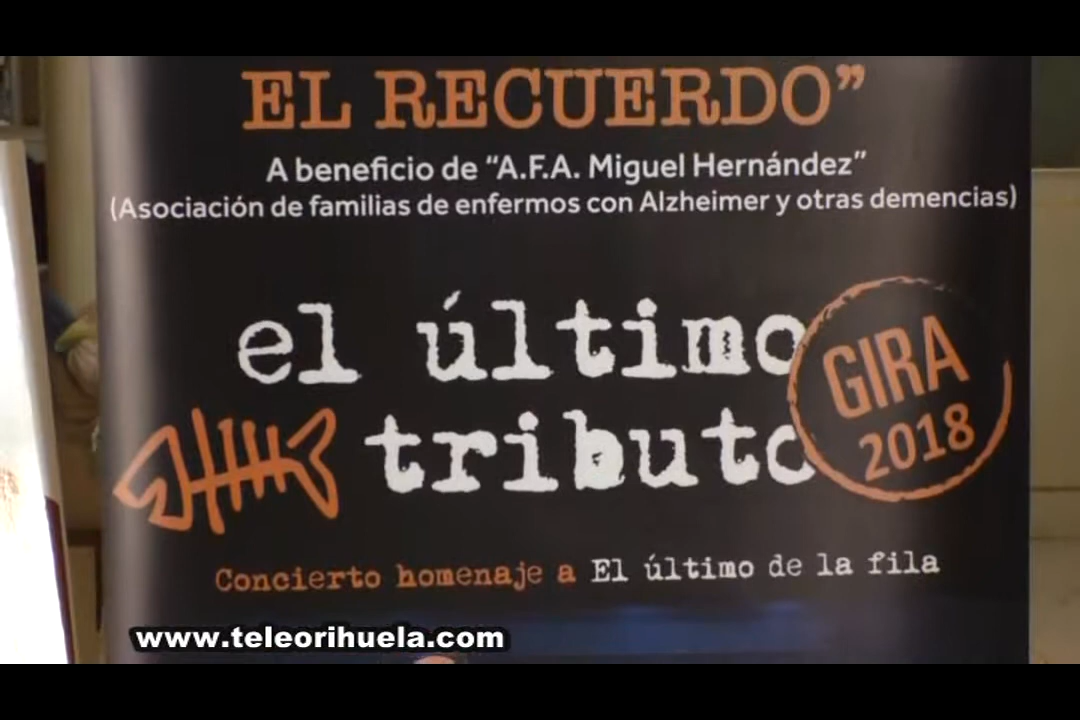 EL RECUERDO”
A beneficio de “A.F.A. Miguel Hernández”
(Asociación de familias de enfermos con Alzheimer y otras demencias)
el último
tributo
GIRA
2018
Concierto homenaje a El último de la fila
www.teleorihuela.com